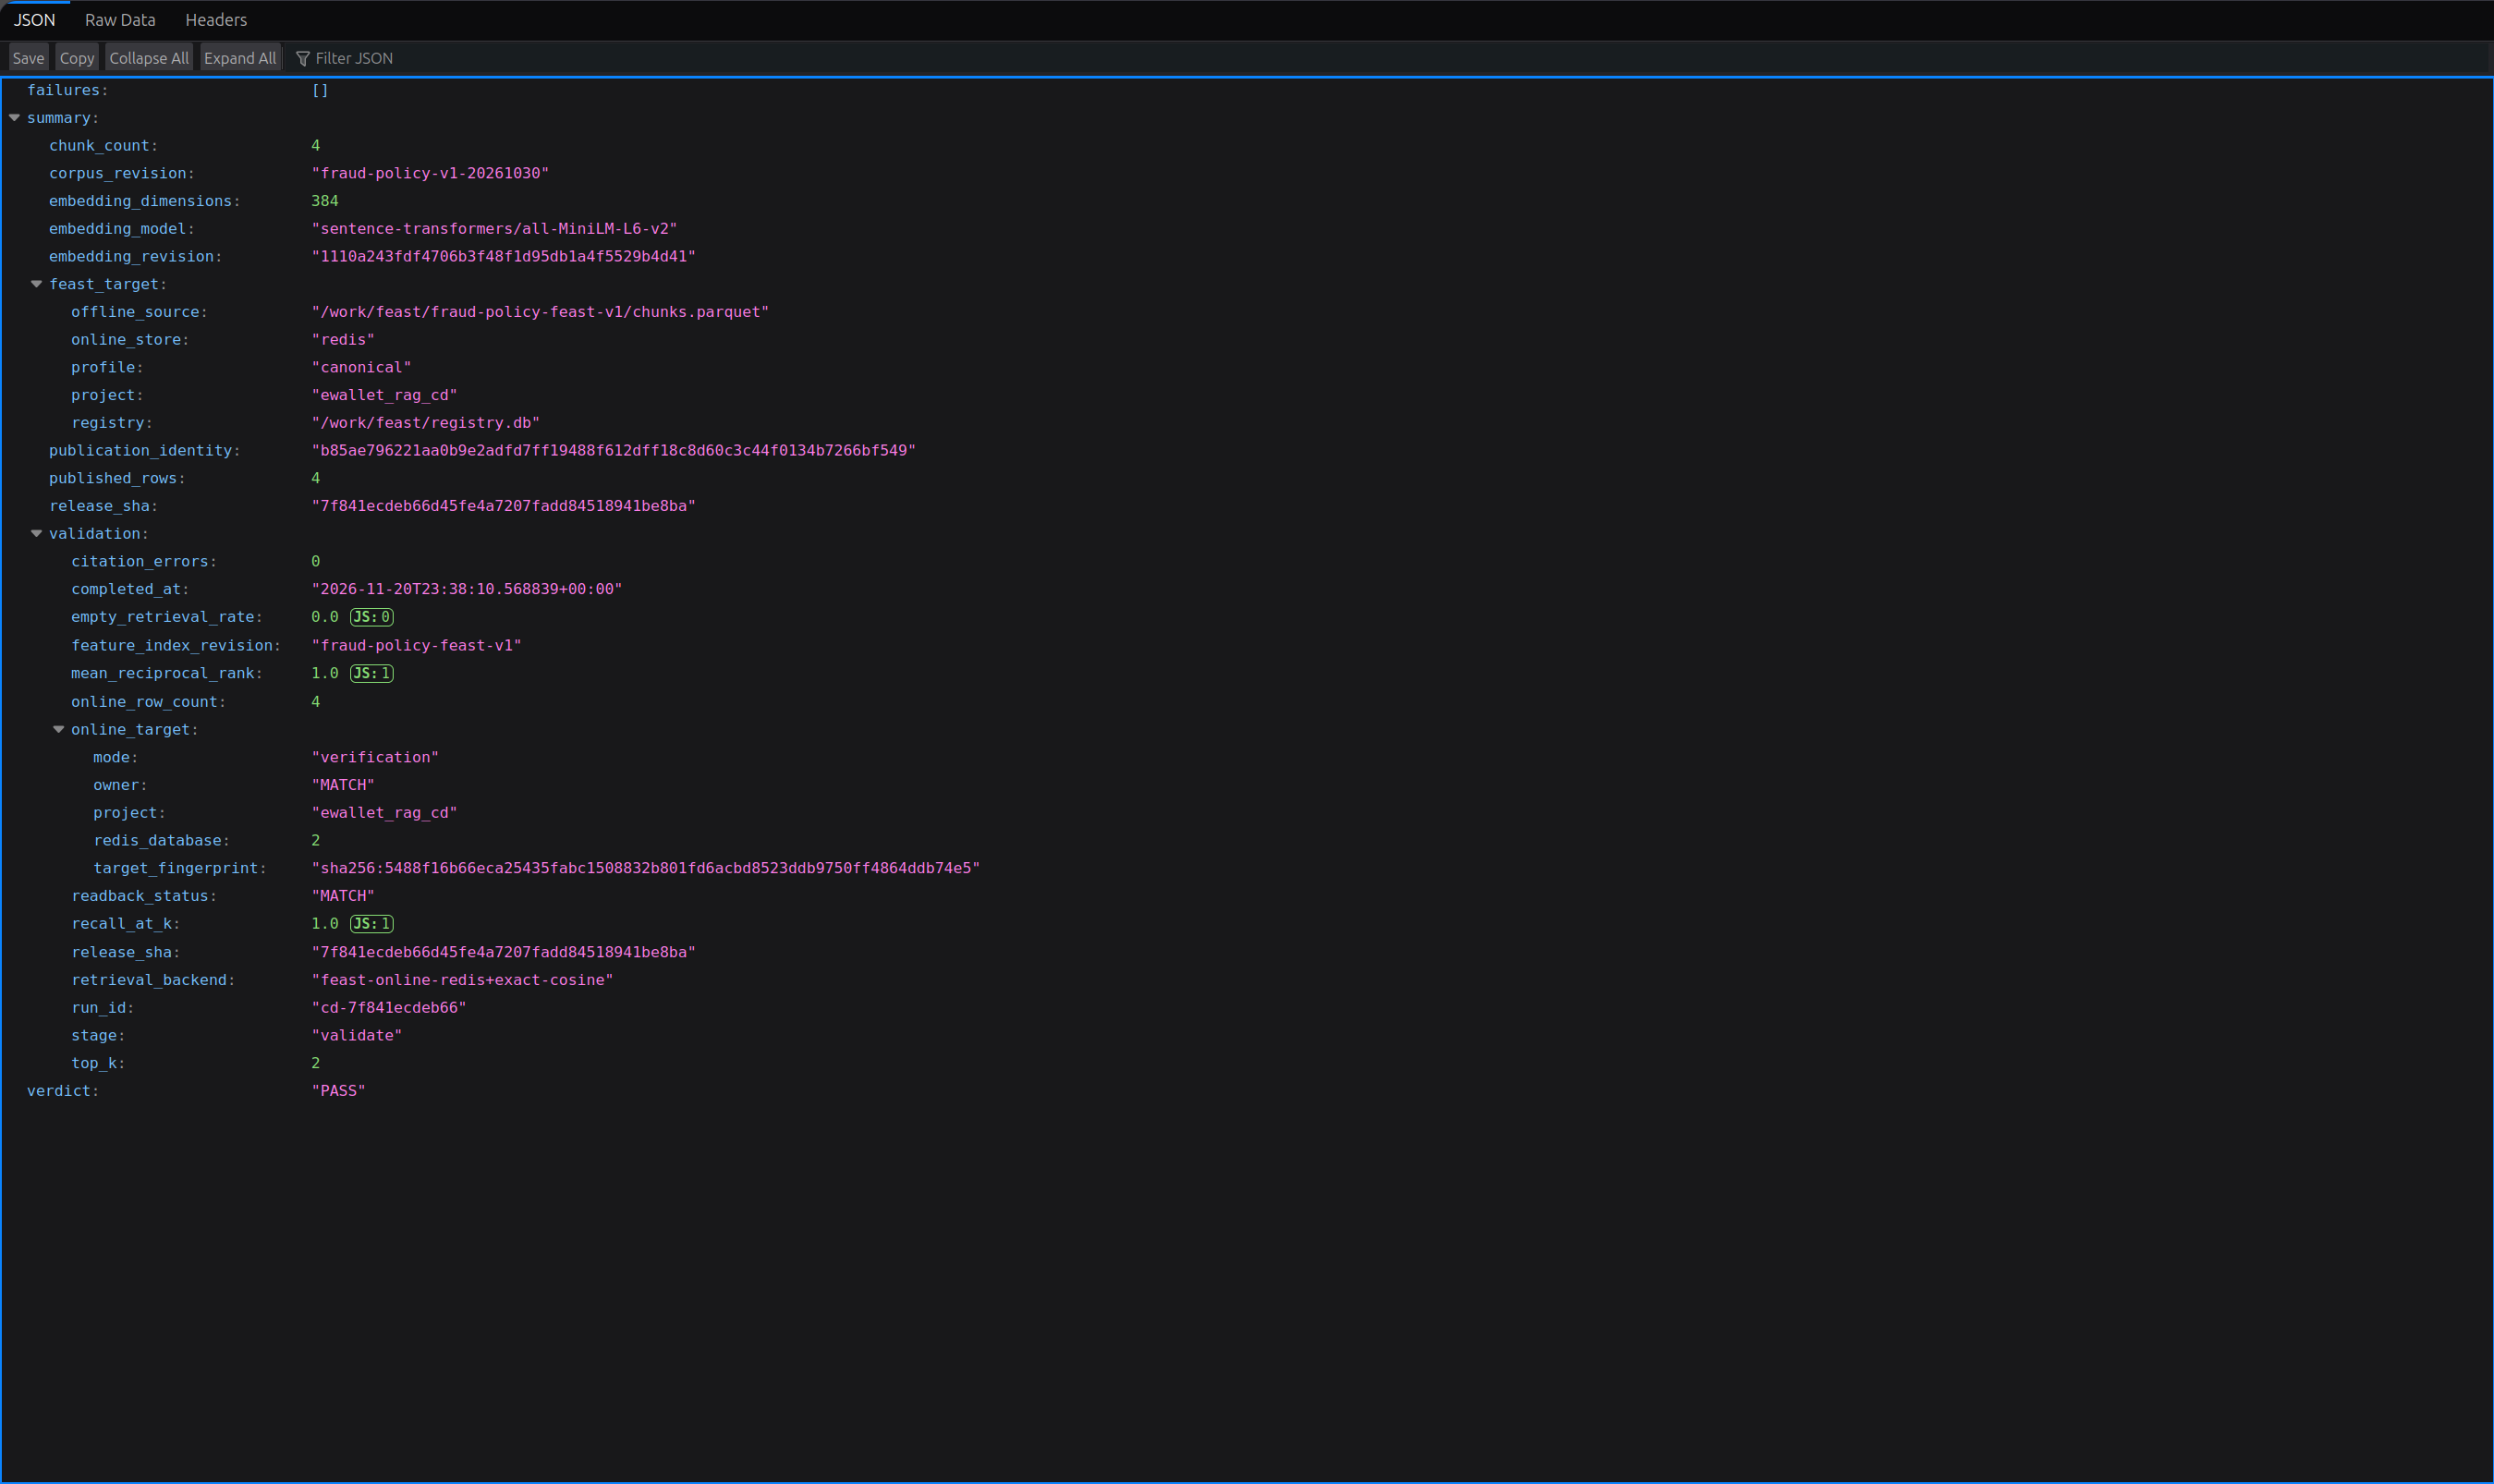 JSON Raw Data Headers
Save Copy Collapse All Expand All Filter JSON
failures: []
summary:
chunk_count: 4
corpus_revision: "fraud-policy-v1-20261030"
embedding_dimensions: 384
embedding_model: "sentence-transformers/all-MiniLM-L6-v2"
embedding_revision: "1110a243fdf4706b3f48f1d95db1a4f5529b4d41"
feast_target:
offline_source: "/work/feast/fraud-policy-feast-v1/chunks.parquet"
online_store: "redis"
profile: "canonical"
project: "ewallet_rag_cd"
registry: "/work/feast/registry.db"
publication_identity: "b85ae796221aa0b9e2adfd7ff19488f612dff18c8d60c3c44f0134b7266bf549"
published_rows: 4
release_sha: "7f841ecdeb66d45fe4a7207fadd84518941be8ba"
validation:
citation_errors: 0
completed_at: "2026-11-20T23:38:10.568839+00:00"
empty_retrieval_rate: 0.0 JS:0
feature_index_revision: "fraud-policy-feast-v1"
mean_reciprocal_rank: 1.0 JS:1
online_row_count: 4
online_target:
mode: "verification"
owner: "MATCH"
project: "ewallet_rag_cd"
redis_database: 2
target_fingerprint: "sha256:5488f16b66eca25435fabc1508832b801fd6acbd8523ddb9750ff4864ddb74e5"
readback_status: "MATCH"
recall_at_k: 1.0 JS:1
release_sha: "7f841ecdeb66d45fe4a7207fadd84518941be8ba"
retrieval_backend: "feast-online-redis+exact-cosine"
run_id: "cd-7f841ecdeb66"
stage: "validate"
top_k: 2
verdict: "PASS"